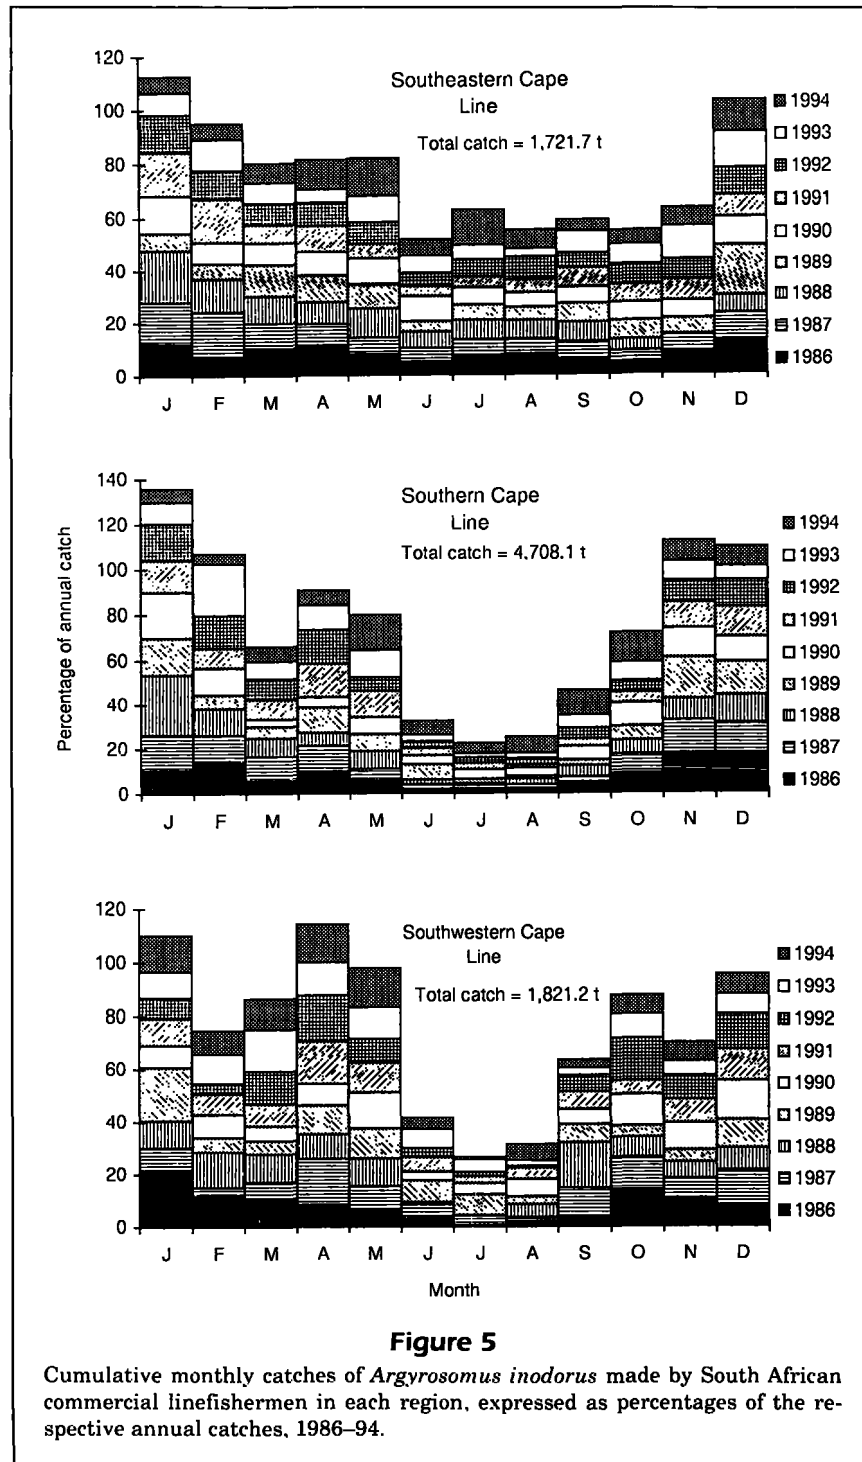 120
100
80
60
40
20
0
Southeastern Cape
Line
Total catch = 1,721.7 t
1994
1993
1992
1991
1990
1989
1988
1987
1986
J F M A M J J A S O N D
140
120
100
80
60
40
20
0
Percentage of annual catch
Southern Cape
Line
Total catch = 4,708.1 t
1994
1993
1992
1991
1990
1989
1988
1987
1986
J F M A M J J A S O N D
120
100
80
60
40
20
0
Southwestern Cape
Line
Total catch = 1,821.2 t
1994
1993
1992
1991
1990
1989
1988
1987
1986
J F M A M J J A S O N D
Month
Figure 5
Cumulative monthly catches of Argyrosomus inodorus made by South African
commercial linefishermen in each region, expressed as percentages of the re-
spective annual catches, 1986–94.